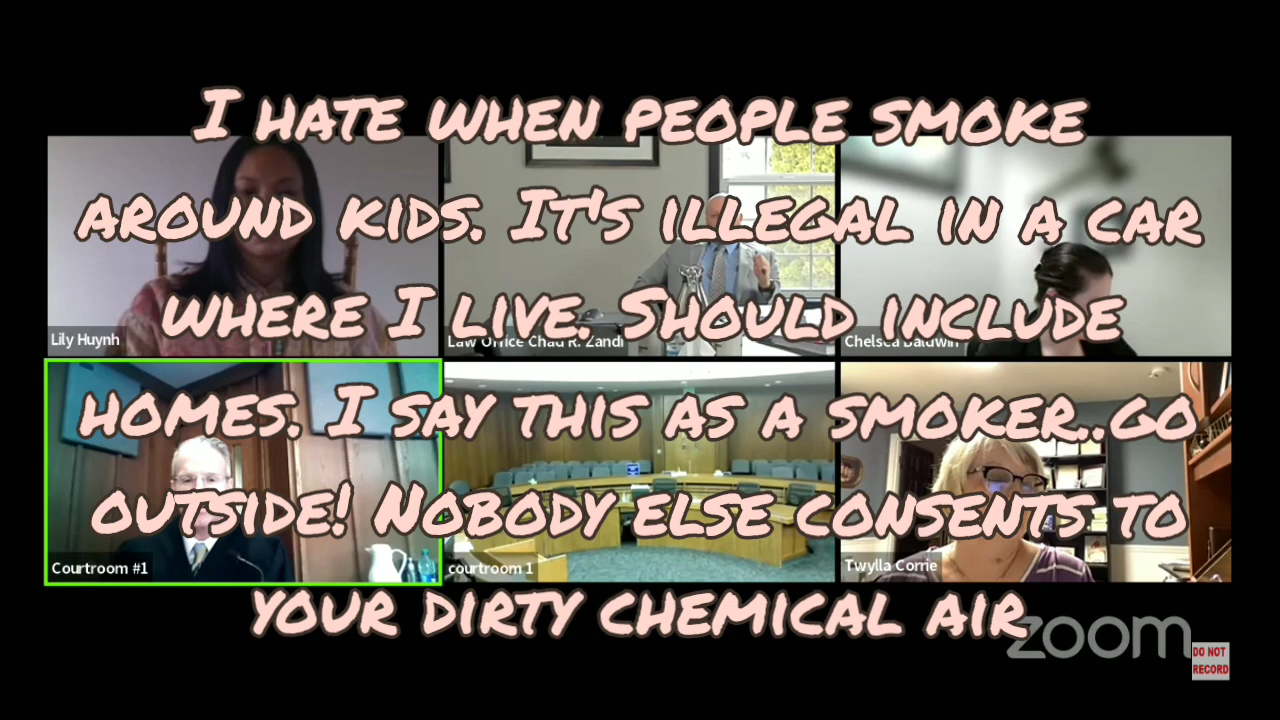 I HATE WHEN PEOPLE SMOKE
AROUND KIDS. IT'S ILLEGAL IN A CAR
WHERE I LIVE. SHOULD INCLUDE
HOMES. I SAY THIS AS A SMOKER..GO
OUTSIDE! NOBODY ELSE CONSENTS TO
YOUR DIRTY CHEMICAL AIR
Lily Huynh
Law Office Chad R. Zandi
Chelsea Baldwin
Courtroom #1
courtroom 1
Twylla Corrie
zoom
DO NOT
RECORD